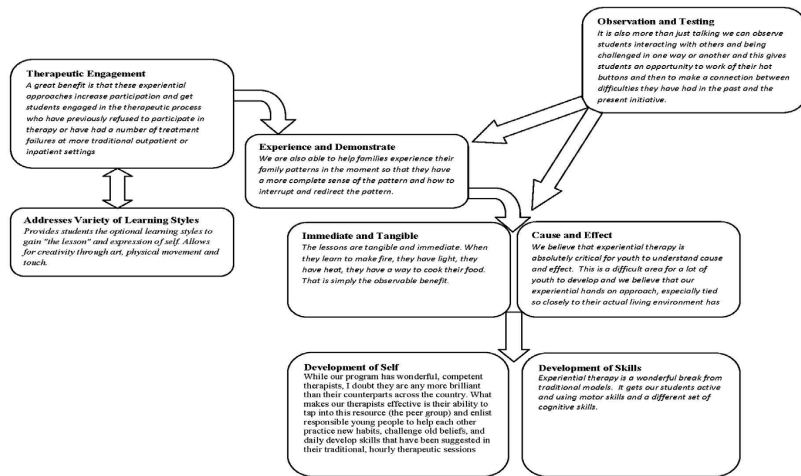 Observation and Testing
It is also more than just talking we can observe
students interacting with others and being
challenged in one way or another and this gives
students an opportunity to work of their hot
buttons and then to make a connection between
difficulties they have had in the past and the
present initiative.
Therapeutic Engagement
A great benefit is that these experiential
approaches increase participation and get
students engaged in the therapeutic process
who have previously refused to participate
in therapy or have had a number of treatment
failures at more traditional outpatient or
inpatient settings
Experience and Demonstrate
We are also able to help families experience their
family patterns in the moment so that they have
a more complete sense of the pattern and how to
interrupt and redirect the pattern.
Addresses Variety of Learning Styles
Provides students the optional learning styles to
gain "the lesson" and expression of self. Allows
for creativity through art, physical movement and
touch.
Immediate and Tangible
The lessons are tangible and immediate. When
they learn to make fire, they have light, they
have heat, they have a way to cook their food.
That is simply the observable benefit.
Cause and Effect
We believe that experiential therapy is
absolutely critical for youth to understand cause
and effect. This is a difficult area for a lot of
youth to develop and we believe that our
experiential hands on approach, especially tied
so closely to their actual living environment has
Development of Self
While our program has wonderful, competent
therapists, I doubt they are any more brilliant
than their counterparts across the country. What
makes our therapists effective is their ability to
tap into this resource (the peer group) and enlist
responsible young people to help each other
practice new habits, challenge old beliefs, and
daily develop skills that have been suggested in
their traditional, hourly therapeutic sessions
Development of Skills
Experiential therapy is a wonderful break from
traditional models. It gets our students active
and using motor skills and a different set of
cognitive skills.